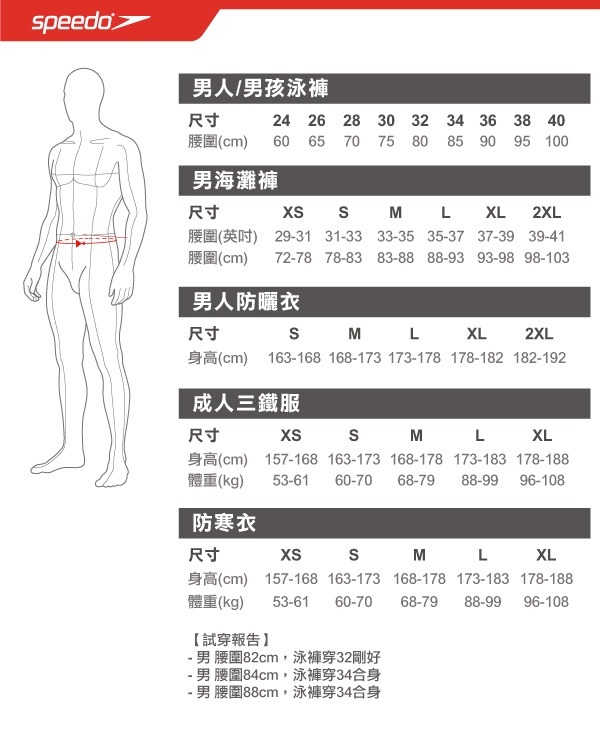 speedo
男人/男孩泳褲
尺寸 24 26 28 30 32 34 36 38 40
腰圍(cm) 60 65 70 75 80 85 90 95 100
男海灘褲
尺寸 XS S M L XL 2XL
腰圍(英吋) 29-31 31-33 33-35 35-37 37-39 39-41
腰圍(cm) 72-78 78-83 83-88 88-93 93-98 98-103
男人防曬衣
尺寸 S M L XL 2XL
身高(cm) 163-168 168-173 173-178 178-182 182-192
成人三鐵服
尺寸 XS S M L XL
身高(cm) 157-168 163-173 168-178 173-183 178-188
體重(kg) 53-61 60-70 68-79 88-99 96-108
防寒衣
尺寸 XS S M L XL
身高(cm) 157-168 163-173 168-178 173-183 178-188
體重(kg) 53-61 60-70 68-79 88-99 96-108
【試穿報告】
- 男 腰圍82cm，泳褲穿32剛好
- 男 腰圍84cm，泳褲穿34合身
- 男 腰圍88cm，泳褲穿34合身